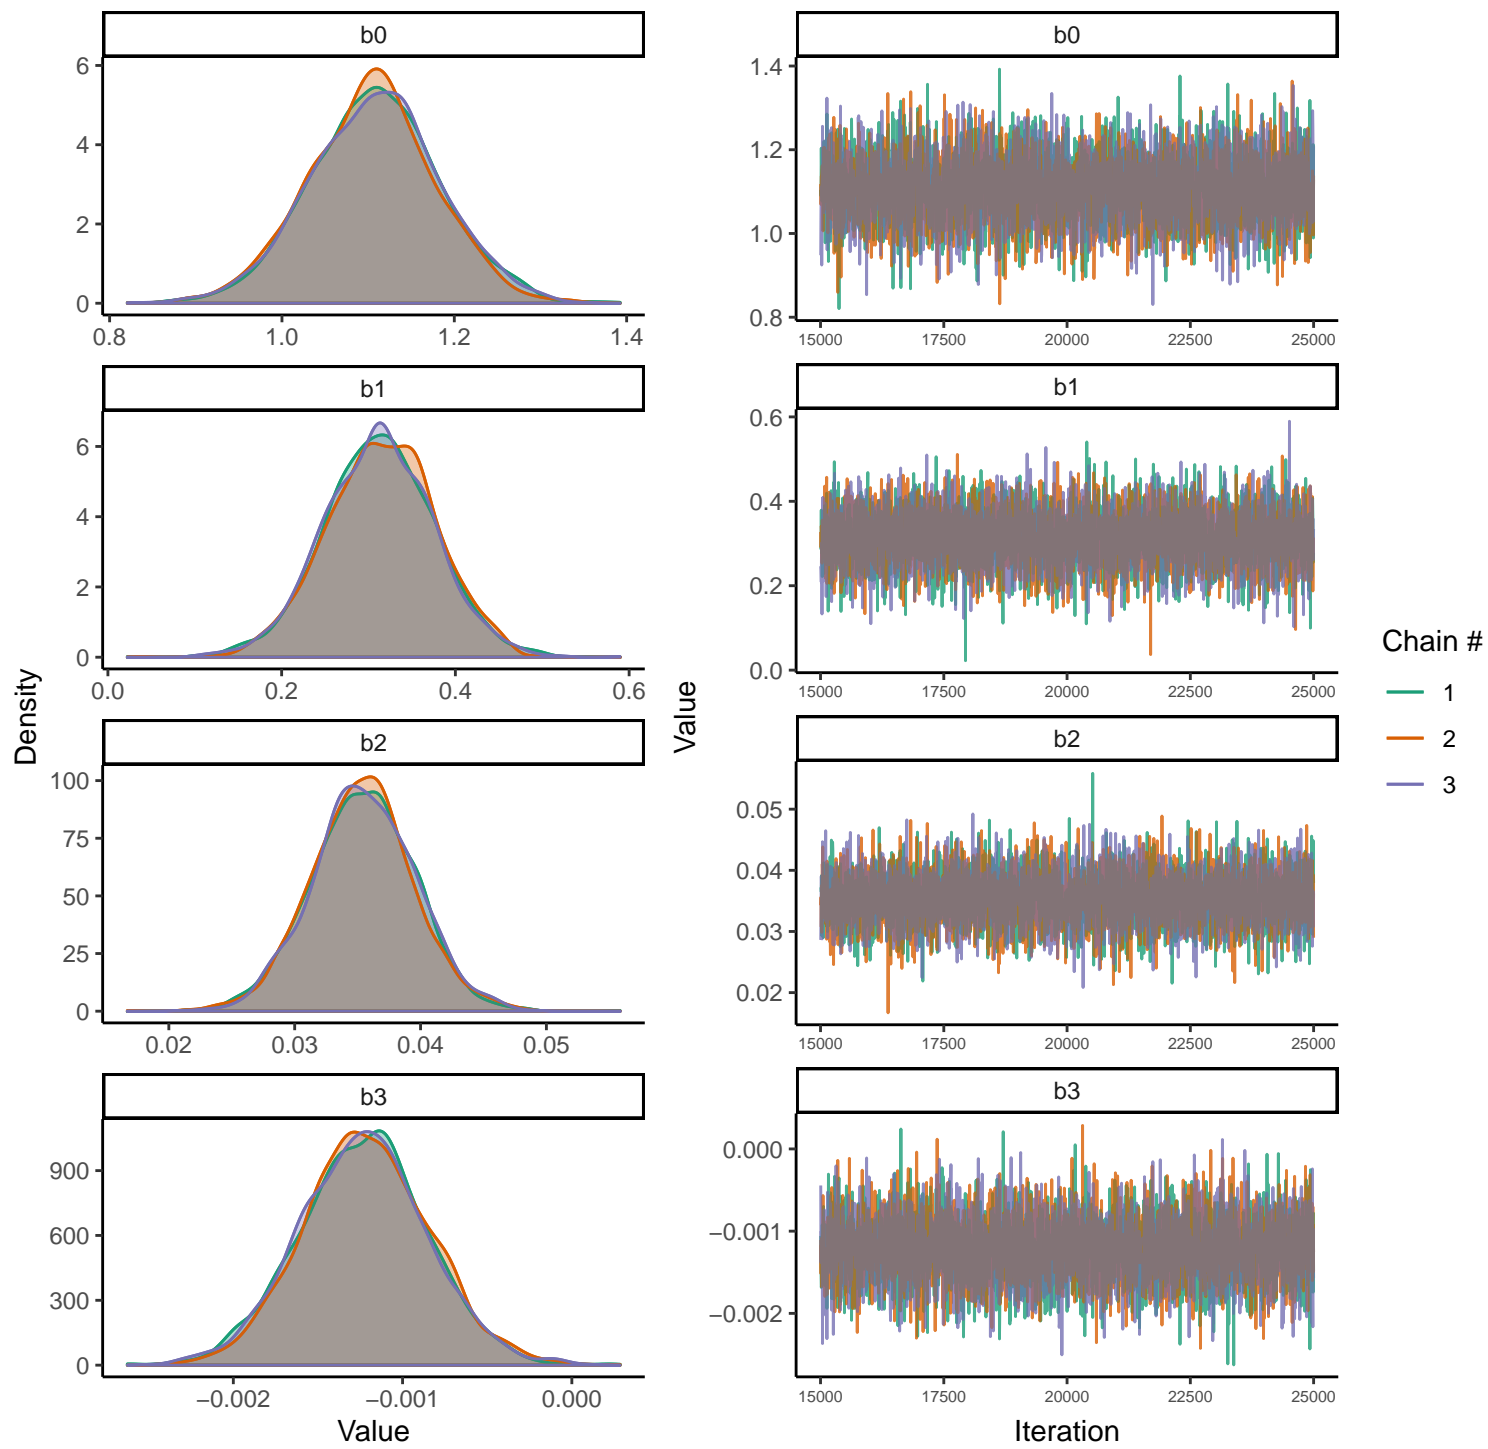 b0
6
4
2
0
0.8 1.0 1.2 1.4
b1
6
4
2
0
0.0 0.2 0.4 0.6
b2
100
75
50
25
0
0.02 0.03 0.04 0.05
b3
900
600
300
0
−0.002 −0.001 0.000
Value
Density
b0
1.4
1.2
1.0
0.8
15000 17500 20000 22500 25000
b1
0.6
0.4
0.2
0.0
15000 17500 20000 22500 25000
b2
0.05
0.04
0.03
0.02
15000 17500 20000 22500 25000
b3
0.000
−0.001
−0.002
15000 17500 20000 22500 25000
Iteration
Value
Chain #
1
2
3